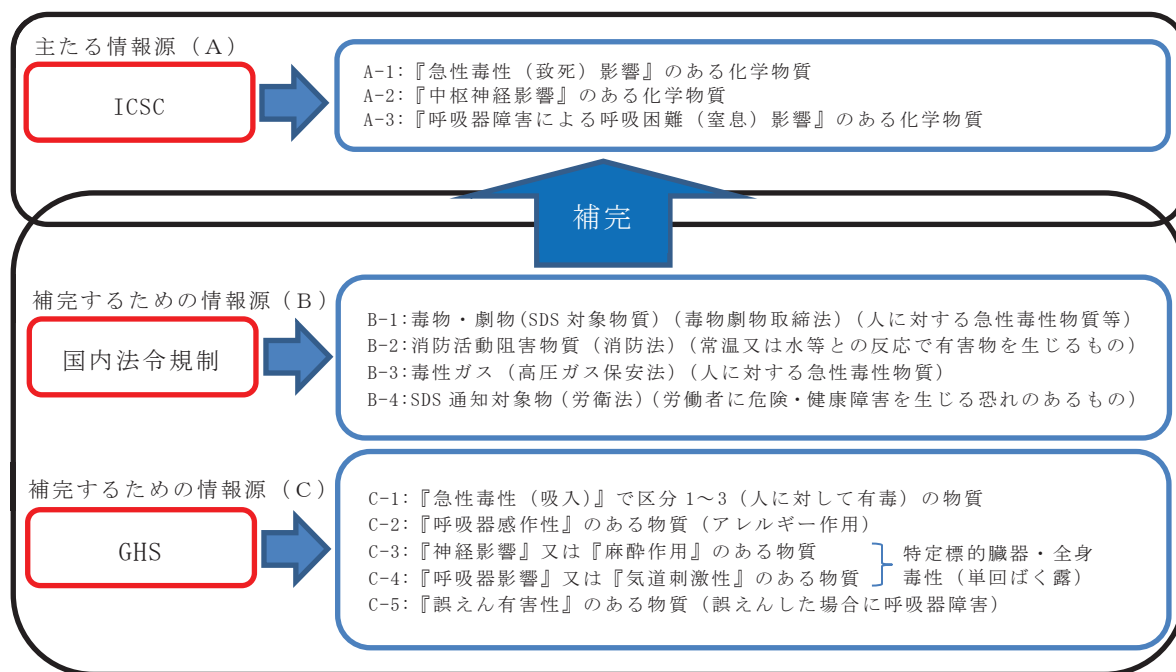 主たる情報源（A）
ICSC
A-1:『急性毒性（致死）影響』のある化学物質
A-2:『中枢神経影響』のある化学物質
A-3:『呼吸器障害による呼吸困難（窒息）影響』のある化学物質
補完
補完するための情報源（B）
国内法令規制
B-1:毒物・劇物(SDS 対象物質)（毒物劇物取締法）（人に対する急性毒性物質等）
B-2:消防活動阻害物質（消防法）（常温又は水等との反応で有害物を生じるもの）
B-3:毒性ガス（高圧ガス保安法）（人に対する急性毒性物質）
B-4:SDS 通知対象物（労衛法）（労働者に危険・健康障害を生じる恐れのあるもの）
補完するための情報源（C）
GHS
C-1:『急性毒性（吸入）』で区分 1～3（人に対して有毒）の物質
C-2:『呼吸器感作性』のある物質（アレルギー作用）
C-3:『神経影響』又は『麻酔作用』のある物質
C-4:『呼吸器影響』又は『気道刺激性』のある物質
特定標的臓器・全身
毒性（単回ばく露）
C-5:『誤えん有害性』のある物質（誤えんした場合に呼吸器障害）